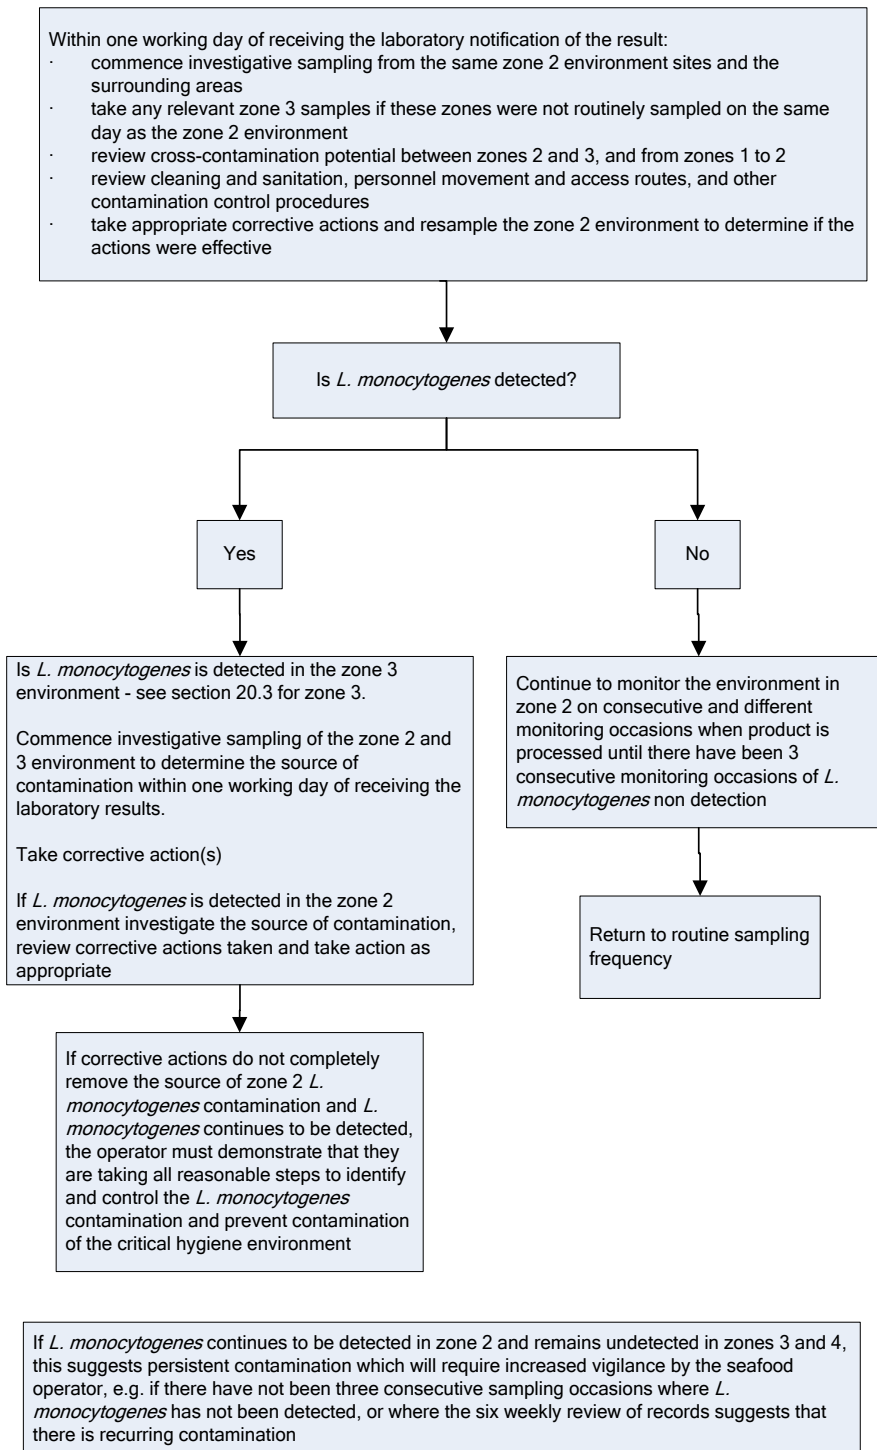 Within one working day of receiving the laboratory notification of the result:
· commence investigative sampling from the same zone 2 environment sites and the
surrounding areas
· take any relevant zone 3 samples if these zones were not routinely sampled on the same
day as the zone 2 environment
· review cross-contamination potential between zones 2 and 3, and from zones 1 to 2
· review cleaning and sanitation, personnel movement and access routes, and other
contamination control procedures
· take appropriate corrective actions and resample the zone 2 environment to determine if the
actions were effective
Is L. monocytogenes detected?
Yes
No
Is L. monocytogenes is detected in the zone 3
environment - see section 20.3 for zone 3.
Commence investigative sampling of the zone 2 and
3 environment to determine the source of
contamination within one working day of receiving the
laboratory results.
Take corrective action(s)
If L. monocytogenes is detected in the zone 2
environment investigate the source of contamination,
review corrective actions taken and take action as
appropriate
Continue to monitor the environment in
zone 2 on consecutive and different
monitoring occasions when product is
processed until there have been 3
consecutive monitoring occasions of L.
monocytogenes non detection
Return to routine sampling
frequency
If corrective actions do not completely
remove the source of zone 2 L.
monocytogenes contamination and L.
monocytogenes continues to be detected,
the operator must demonstrate that they
are taking all reasonable steps to identify
and control the L. monocytogenes
contamination and prevent contamination
of the critical hygiene environment
If L. monocytogenes continues to be detected in zone 2 and remains undetected in zones 3 and 4,
this suggests persistent contamination which will require increased vigilance by the seafood
operator, e.g. if there have not been three consecutive sampling occasions where L.
monocytogenes has not been detected, or where the six weekly review of records suggests that
there is recurring contamination